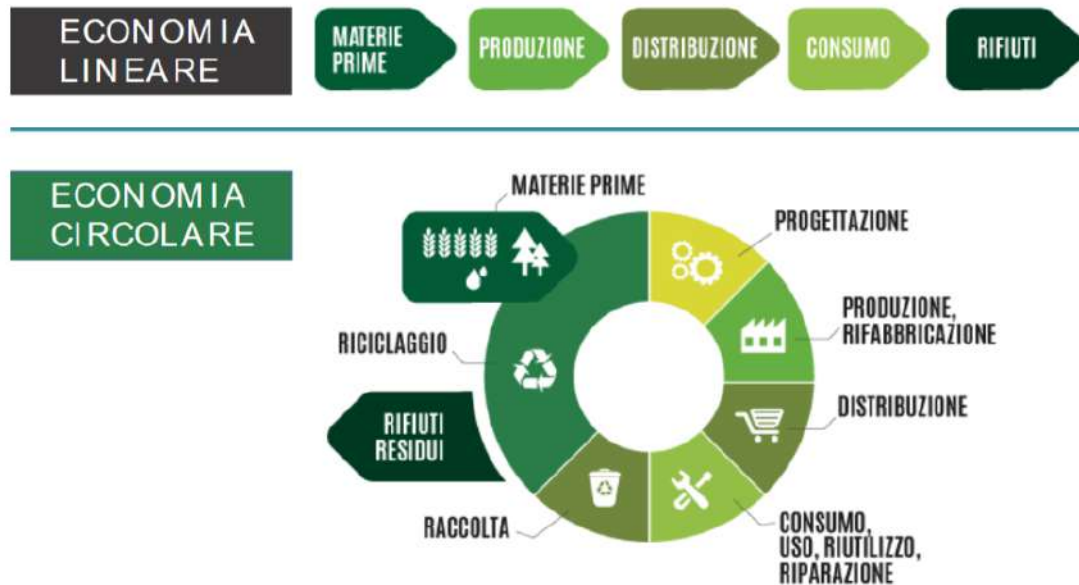 ECONOMIA
LINEARE
MATERIE
PRIME
PRODUZIONE
DISTRIBUZIONE
CONSUMO
RIFIUTI
ECONOMIA
CIRCOLARE
MATERIE PRIME
PROGETTAZIONE
PRODUZIONE,
RIFABBRICAZIONE
RICICLAGGIO
DISTRIBUZIONE
RIFIUTI
RESIDUI
RACCOLTA
CONSUMO,
USO, RIUTILIZZO,
RIPARAZIONE